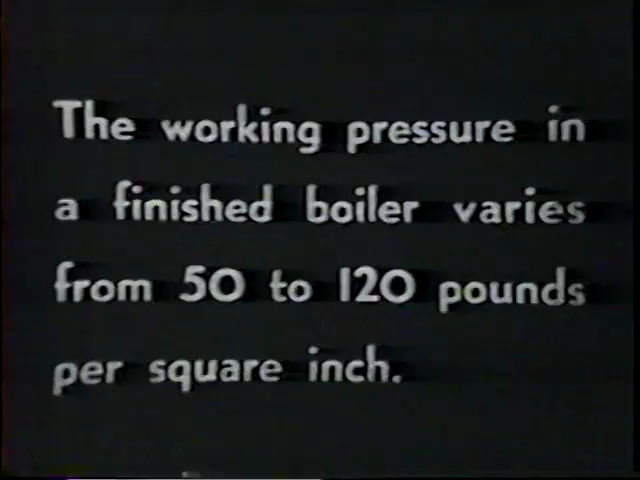 The working pressure in
a finished boiler varies
from 50 to 120 pounds
per square inch.